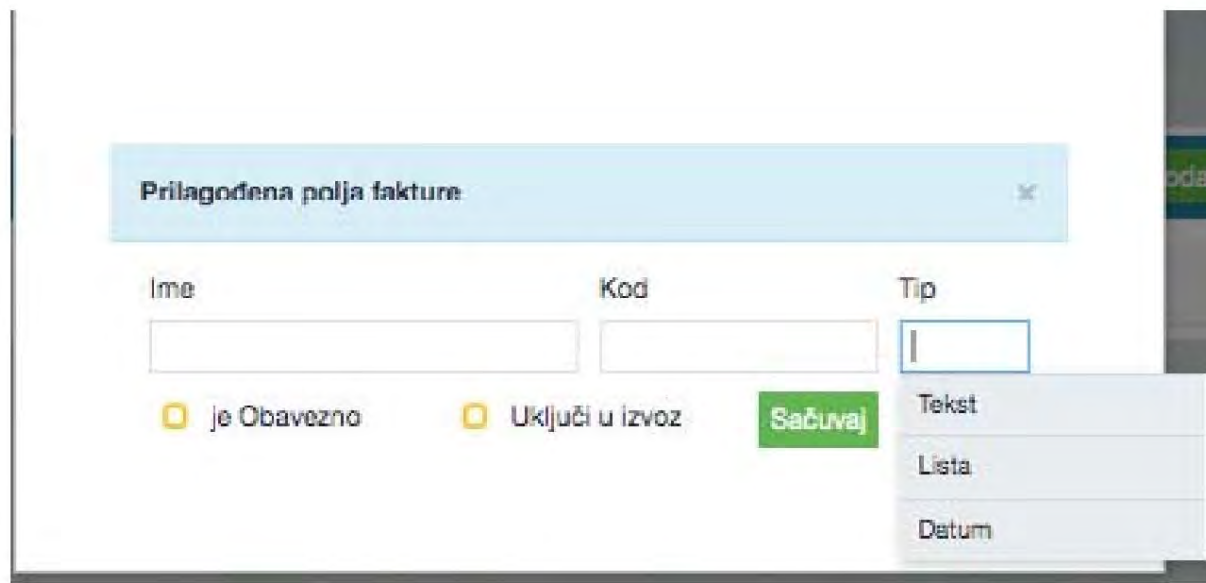 Prilagođena polja fakture
Ime Kod Tip
je Obavezno Uključi u izvoz Sačuvaj
Tekst
Lista
Datum